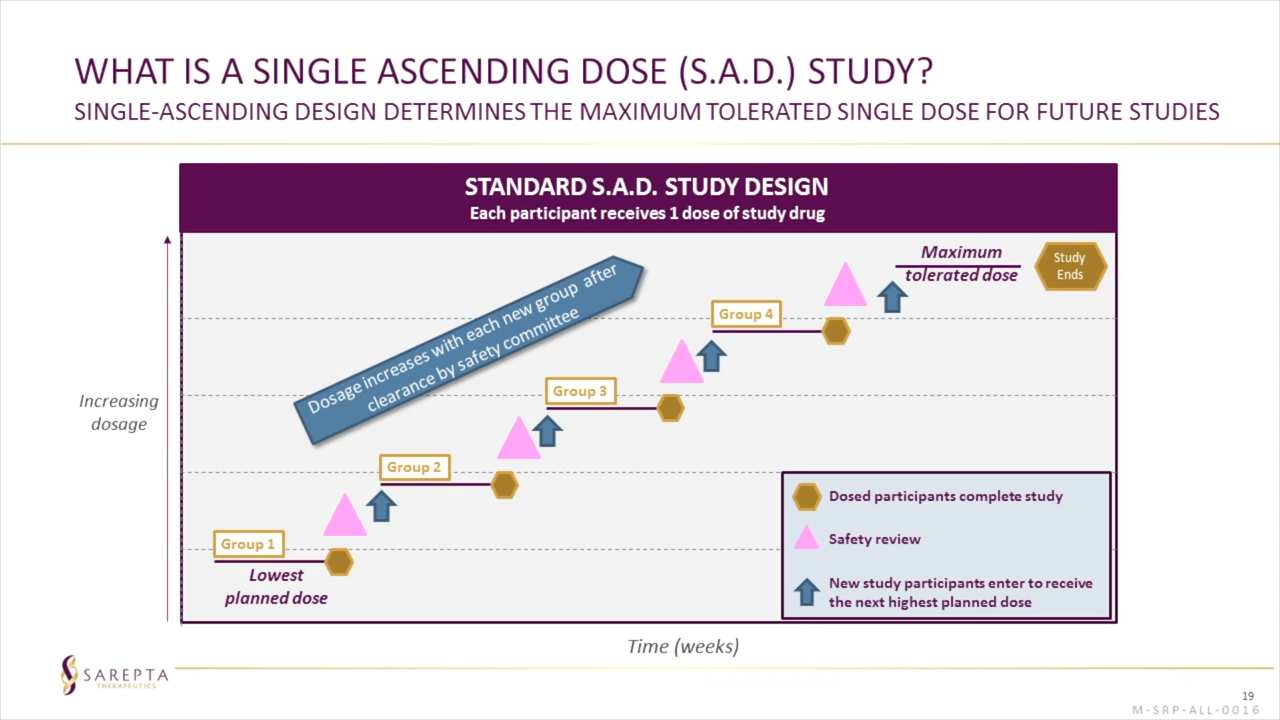 WHAT IS A SINGLE ASCENDING DOSE (S.A.D.) STUDY?
SINGLE-ASCENDING DESIGN DETERMINES THE MAXIMUM TOLERATED SINGLE DOSE FOR FUTURE STUDIES
STANDARD S.A.D. STUDY DESIGN
Each participant receives 1 dose of study drug
Maximum
tolerated dose
Study
Ends
Dosage increases with each new group after
clearance by safety committee
Group 4
Group 3
Increasing
dosage
Group 2
Group 1
Lowest
planned dose
Dosed participants complete study
Safety review
New study participants enter to receive
the next highest planned dose
Time (weeks)
SAREPTA
THERAPEUTICS
19
M-SRP-ALL-0016